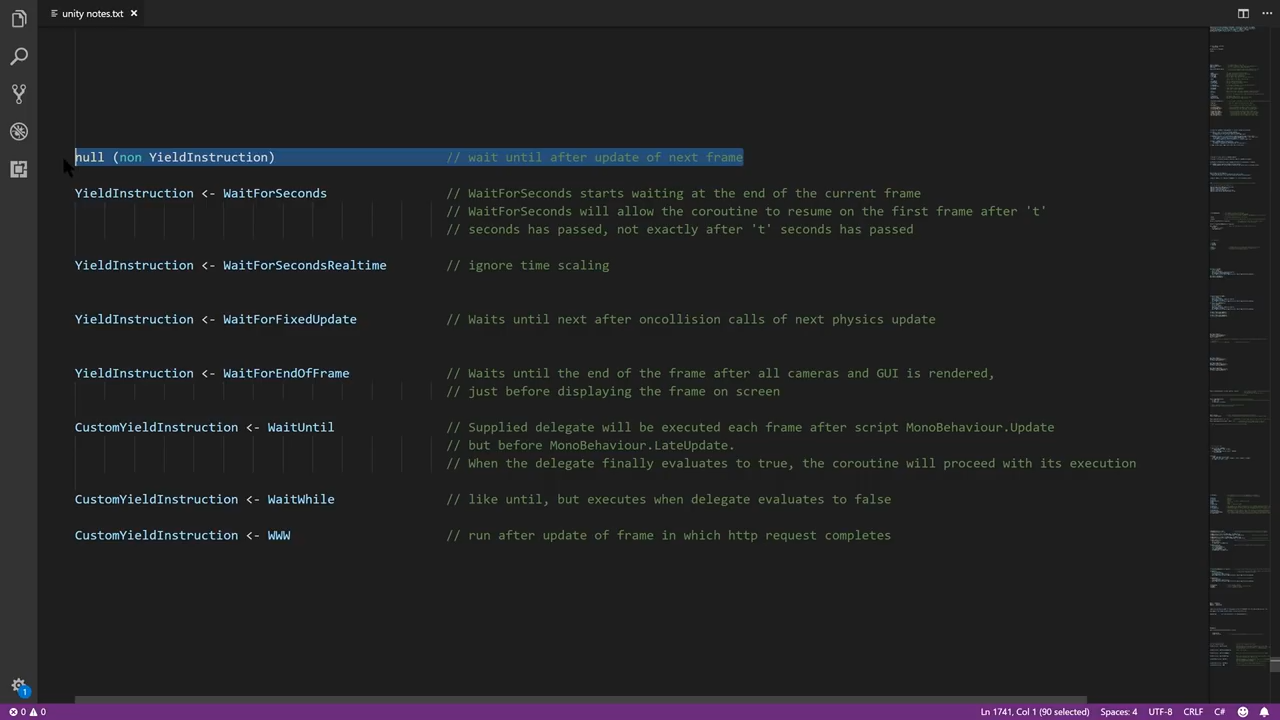 unity notes.txt
null (non YieldInstruction) // wait until after update of next frame
YieldInstruction <- WaitForSeconds // WaitForSeconds starts waiting at the end of the current frame
// WaitForSeconds will allow the coroutine to resume on the first frame after 't'
seconds has passed, not exactly after 't' seconds has passed
YieldInstruction <- WaitForSecondsRealtime // ignore time scaling
YieldInstruction <- WaitForFixedUpdate // Waits until next after oncollision calls of next physics update
YieldInstruction <- WaitForEndOfFrame // Waits until the end of the frame after all cameras and GUI is rendered,
// just before displaying the frame on screen
CustomYieldInstruction <- WaitUntil // Supplied delegate will be executed each frame after script MonoBehaviour.Update
// but before MonoBehaviour.LateUpdate.
// When the delegate finally evaluates to true, the coroutine will proceed with its execution
CustomYieldInstruction <- WaitWhile // like until, but executes when delegate evaluates to false
CustomYieldInstruction <- WWW // run after update of frame in which http request completes
0 0 Ln 1741, Col 1 (90 selected) Spaces: 4 UTF-8 CRLF C#
1